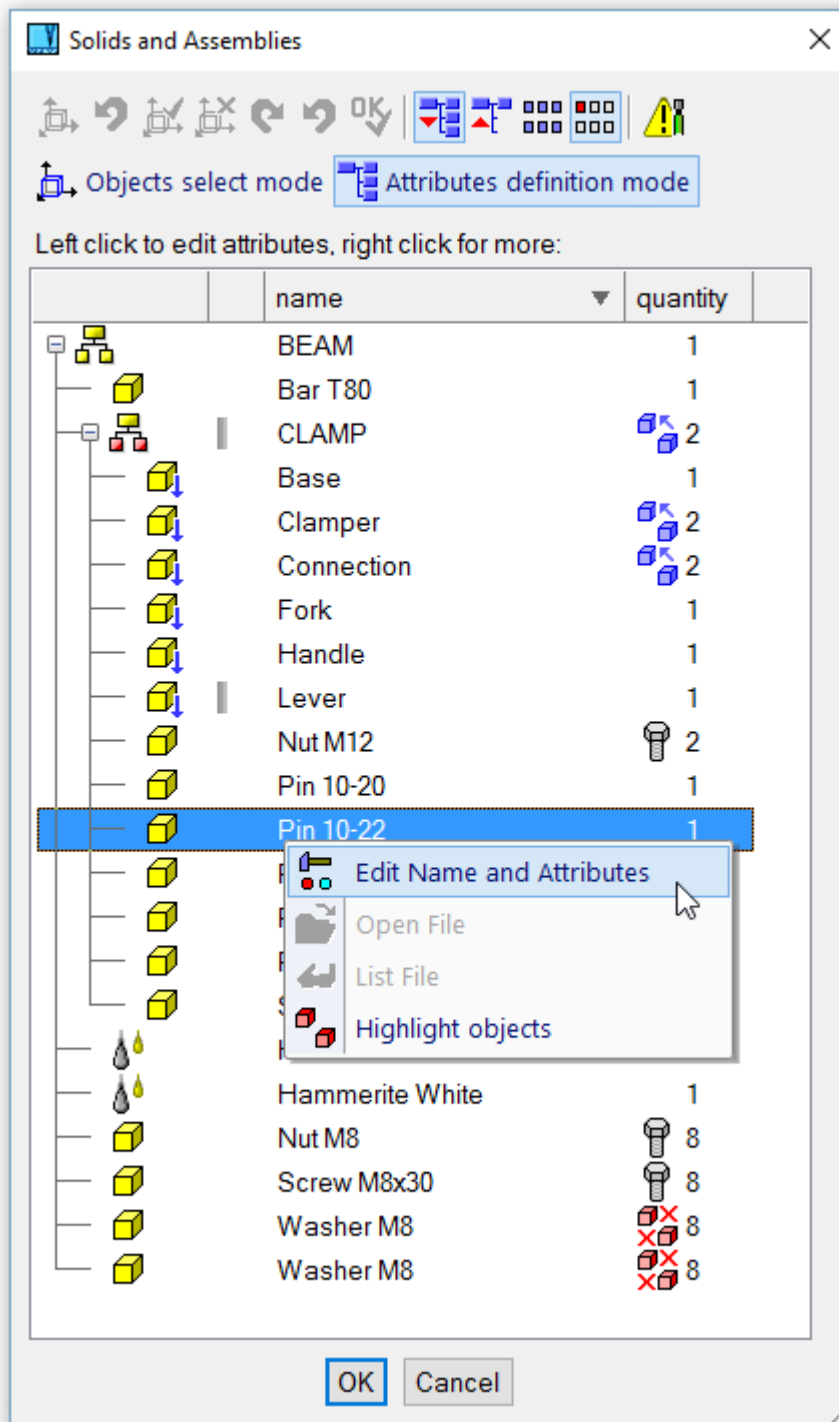 Solids and Assemblies
OK
Objects select mode Attributes definition mode
Left click to edit attributes, right click for more:
name quantity
BEAM 1
Bar T80 1
CLAMP 2
Base 1
Clamper 2
Connection 2
Fork 1
Handle 1
Lever 1
Nut M12 2
Pin 10-20 1
Pin 10-22 1
Edit Name and Attributes
Open File
List File
Highlight objects
Hammerite White 1
Nut M8 8
Screw M8x30 8
Washer M8 8
Washer M8 8
OK Cancel